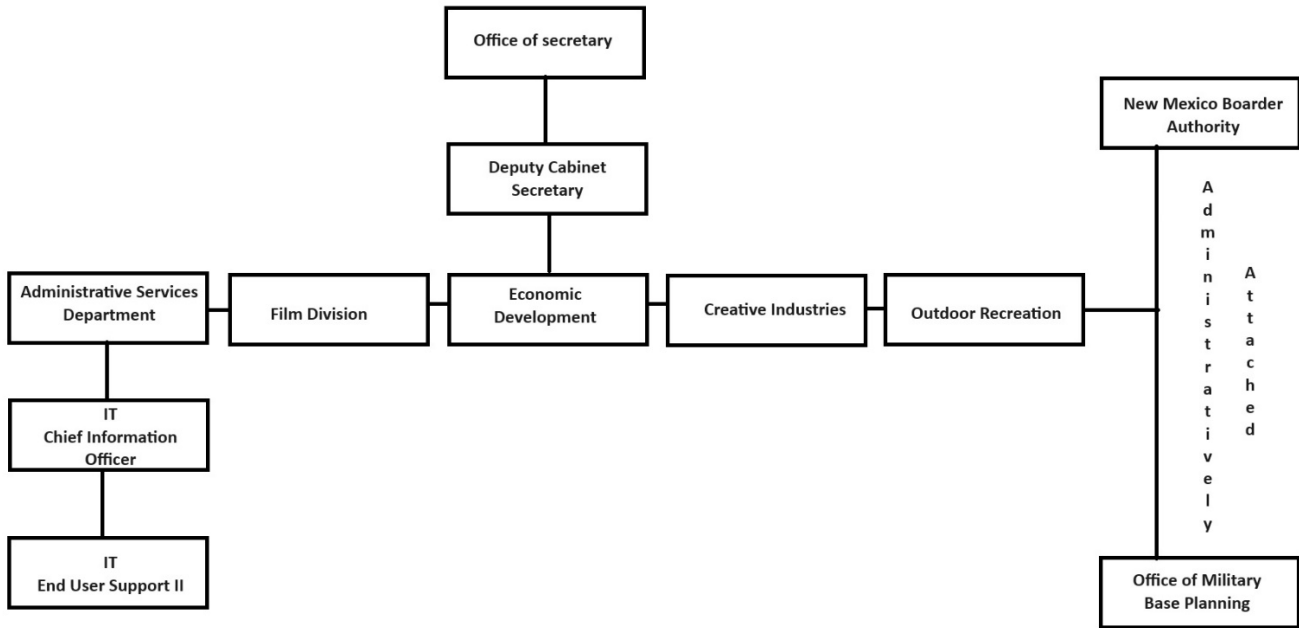 Office of secretary
Deputy Cabinet
Secretary
New Mexico Boarder
Authority
Administrative Services
Department
Film Division
Economic
Development
Creative Industries
Outdoor Recreation
Administratively
Attached
IT
Chief Information
Officer
IT
End User Support II
Office of Military
Base Planning